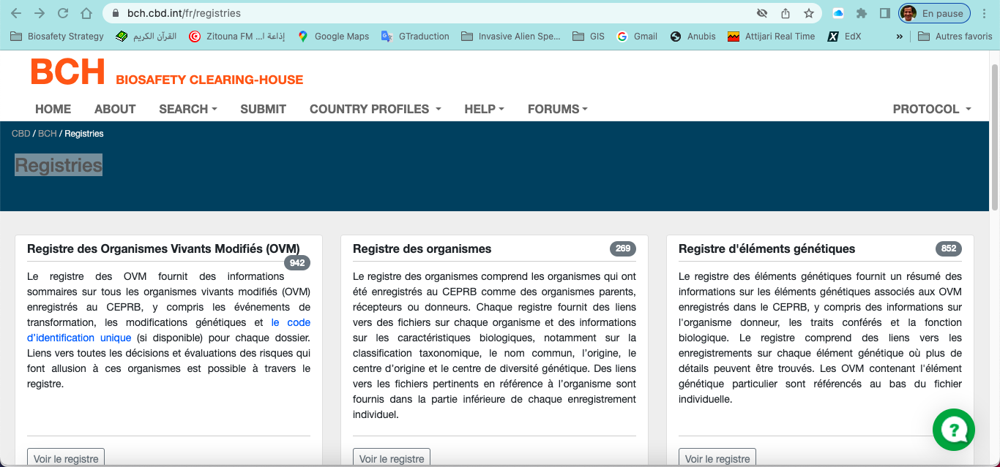 bch.cbd.int/fr/registries
En pause
Biosafety Strategy
القرآن الكريم
Zitouna FM ... إذاعة ا
Google Maps
GTraduction
Invasive Alien Spe...
GIS
Gmail
Anubis
Attijari Real Time
EdX
»
Autres favoris
BCH BIOSAFETY CLEARING-HOUSE
HOME ABOUT SEARCH SUBMIT COUNTRY PROFILES HELP FORUMS PROTOCOL
CBD / BCH / Registries
Registries
Registre des Organismes Vivants Modifiés (OVM)
942
Le registre des OVM fournit des informations
sommaires sur tous les organismes vivants modifiés (OVM)
enregistrés au CEPRB, y compris les événements de
transformation, les modifications génétiques et le code
d'identification unique (si disponible) pour chaque dossier.
Liens vers toutes les décisions et évaluations des risques qui
font allusion à ces organismes est possible à travers le
registre.
Voir le registre
Registre des organismes
269
Le registre des organismes comprend les organismes qui ont
été enregistrés au CEPRB comme des organismes parents,
récepteurs ou donneurs. Chaque registre fournit des liens
vers des fichiers sur chaque organisme et des informations
sur les caractéristiques biologiques, notamment sur la
classification taxonomique, le nom commun, l'origine, le
centre d'origine et le centre de diversité génétique. Des liens
vers les fichiers pertinents en référence à l'organisme sont
fournis dans la partie inférieure de chaque enregistrement
individuel.
Voir le registre
Registre d'éléments génétiques
852
Le registre des éléments génétiques fournit un résumé des
informations sur les éléments génétiques associés aux OVM
enregistrés dans le CEPRB, y compris des informations sur
l'organisme donneur, les traits conférés et la fonction
biologique. Le registre comprend des liens vers les
enregistrements sur chaque élément génétique où plus de
détails peuvent être trouvés. Les OVM contenant l'élément
génétique particulier sont référencés au bas du fichier
individuelle.
Voir le registre